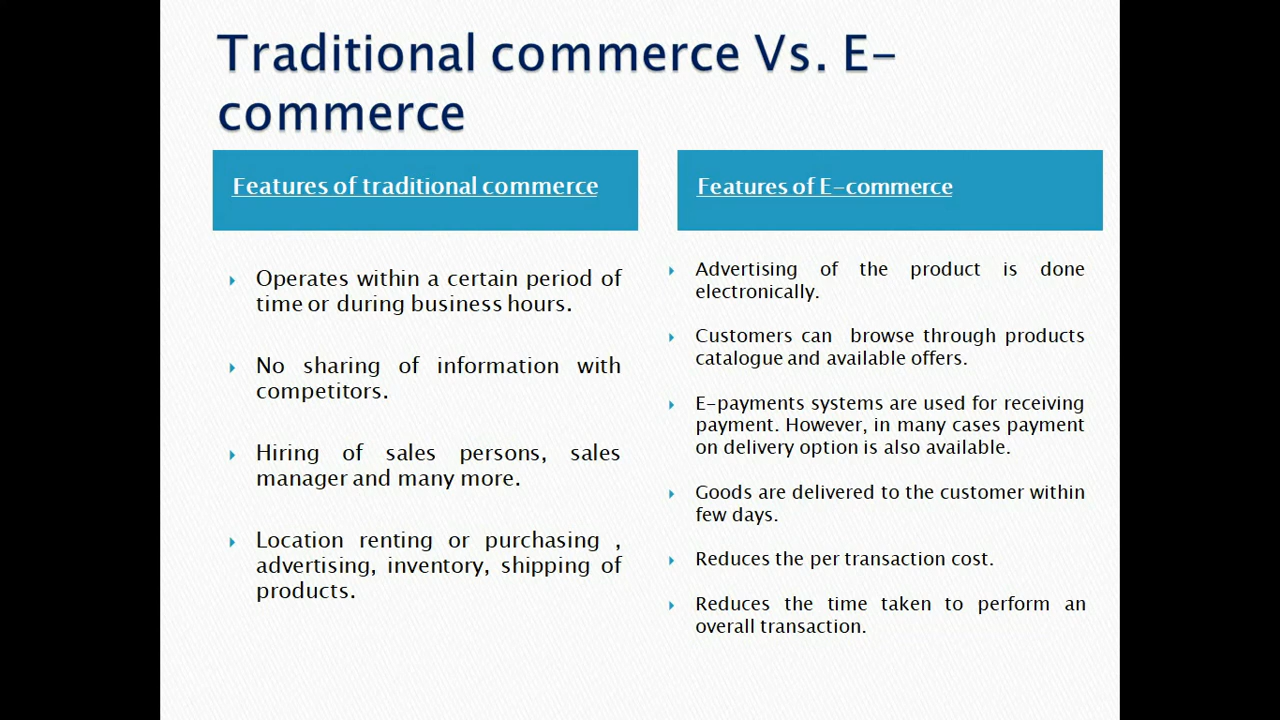 Traditional commerce Vs. E-
commerce
Features of traditional commerce
Operates within a certain period of
time or during business hours.
No sharing of information with
competitors.
Hiring of sales persons, sales
manager and many more.
Location renting or purchasing ,
advertising, inventory, shipping of
products.
Features of E-commerce
Advertising of the product is done
electronically.
Customers can browse through products
catalogue and available offers.
E-payments systems are used for receiving
payment. However, in many cases payment
on delivery option is also available.
Goods are delivered to the customer within
few days.
Reduces the per transaction cost.
Reduces the time taken to perform an
overall transaction.